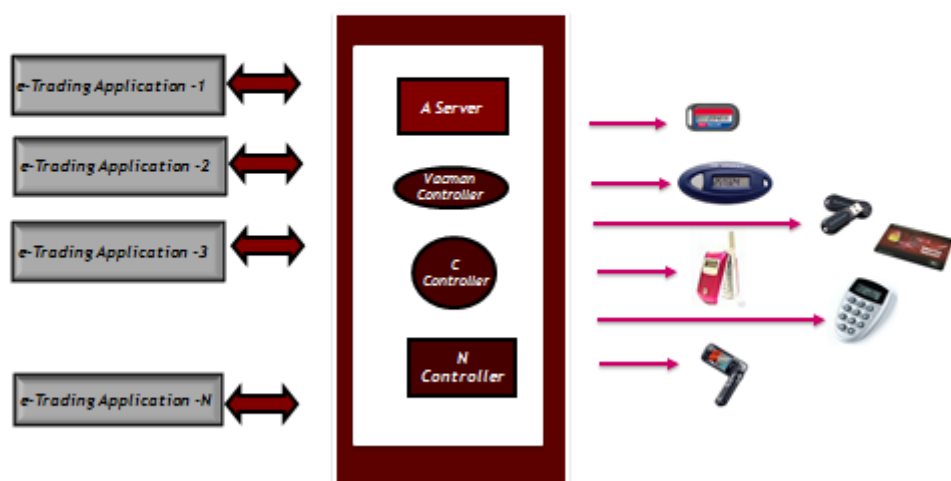 e-Trading Application -1
e-Trading Application -2
e-Trading Application -3
e-Trading Application -N
A Server
Vacman
Controller
C
Controller
N
Controller